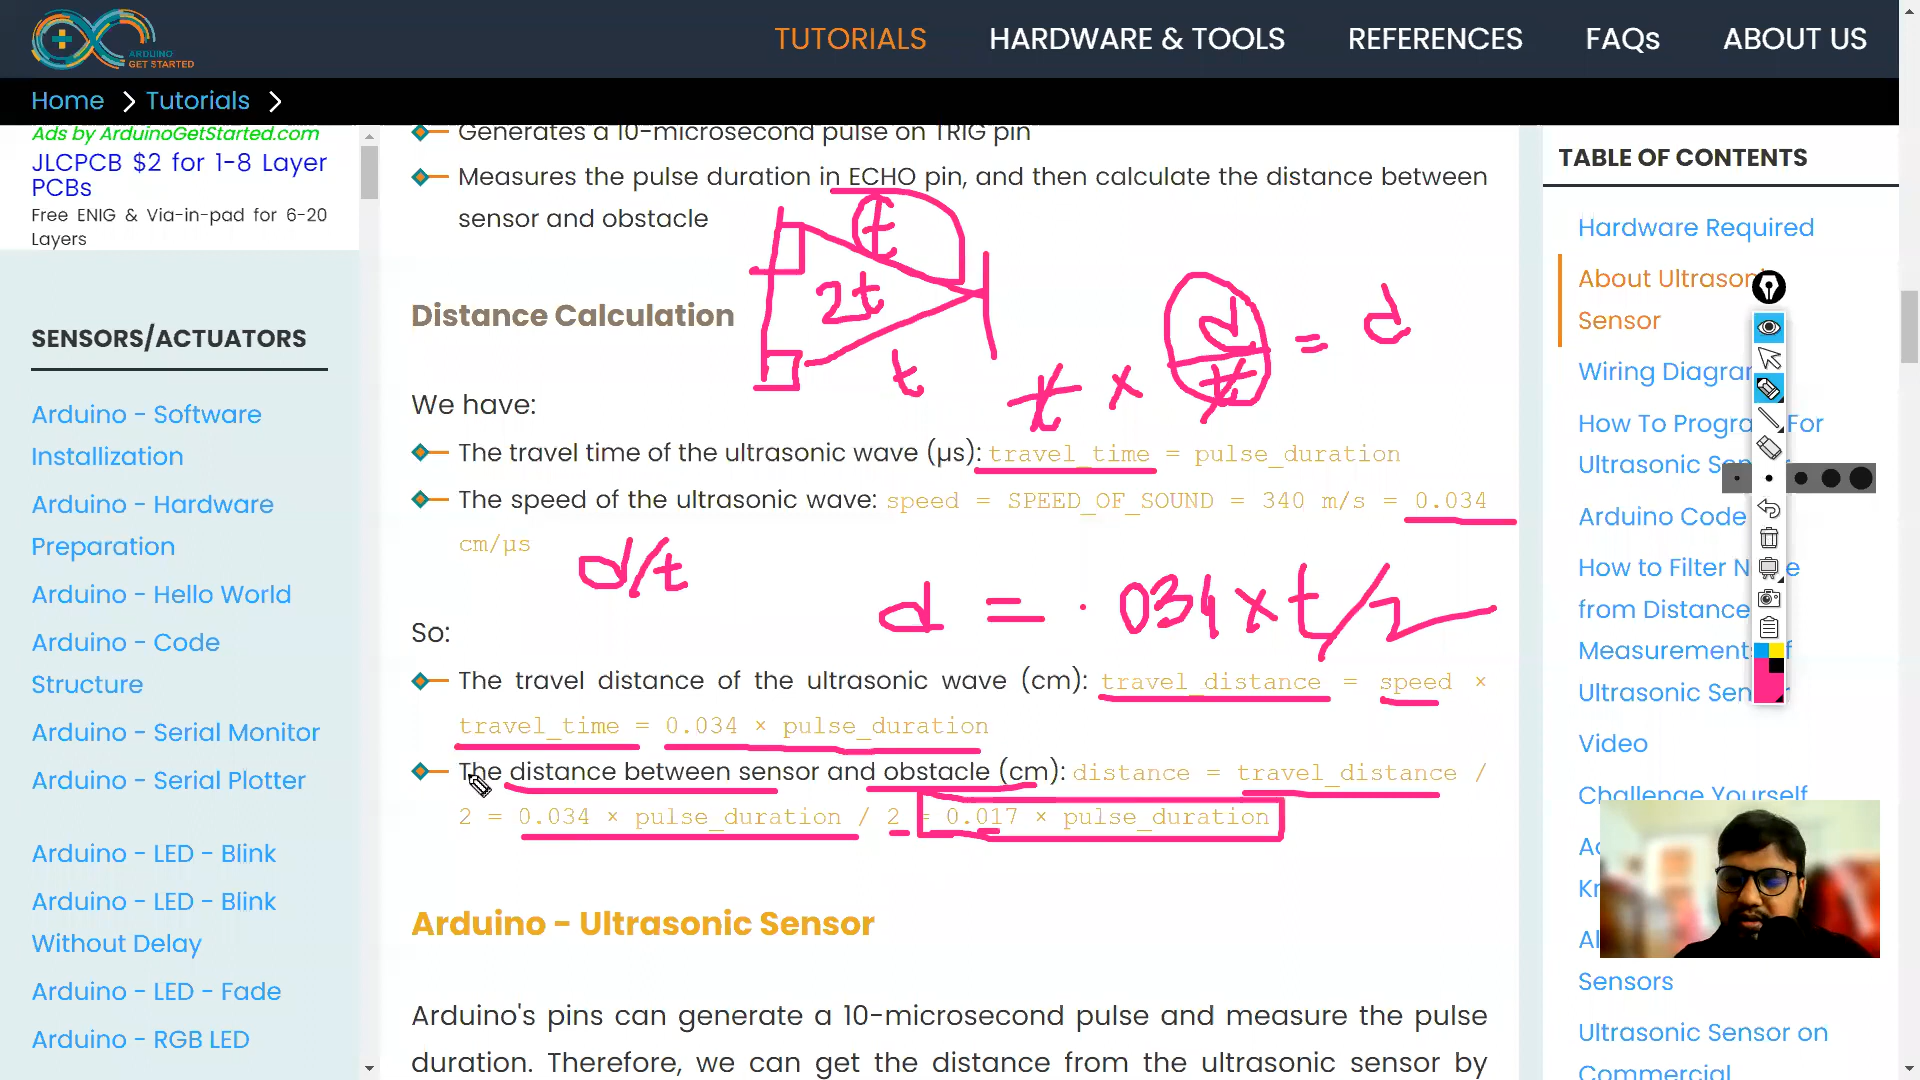 ARDUINO
GET STARTED
TUTORIALS
HARDWARE & TOOLS
REFERENCES
FAQs
ABOUT US
Home
Tutorials
Ads by ArduinoGetStarted.com
JLCPCB $2 for 1-8 Layer
PCBs
Free ENIG & Via-in-pad for 6-20
Layers
SENSORS/ACTUATORS
Arduino - Software
Installization
Arduino - Hardware
Preparation
Arduino - Hello World
Arduino - Code
Structure
Arduino - Serial Monitor
Arduino - Serial Plotter
Arduino - LED - Blink
Arduino - LED - Blink
Without Delay
Arduino - LED - Fade
Arduino - RGB LED
Generates a 10-microsecond pulse on TRIG pin
Measures the pulse duration in ECHO pin, and then calculate the distance between
sensor and obstacle
t
2t
t
t × d/t = d
Distance Calculation
We have:
The travel time of the ultrasonic wave (µs): travel_time = pulse_duration
The speed of the ultrasonic wave: speed = SPEED_OF_SOUND = 340 m/s = 0.034
cm/µs
d/t
d = .034 × t/2
So:
The travel distance of the ultrasonic wave (cm): travel_distance = speed ×
travel_time = 0.034 × pulse_duration
The distance between sensor and obstacle (cm): distance = travel_distance /
2 = 0.034 × pulse_duration / 2 = 0.017 × pulse_duration
Arduino - Ultrasonic Sensor
Arduino's pins can generate a 10-microsecond pulse and measure the pulse
duration. Therefore, we can get the distance from the ultrasonic sensor by
TABLE OF CONTENTS
Hardware Required
About
Sensor
Wiring
How To For
Ultrasonic
Arduino Code
How to Filter
from Distance
Ultrasonic
Video
Challenge Yourself
Sensors
Ultrasonic Sensor on
Commercial